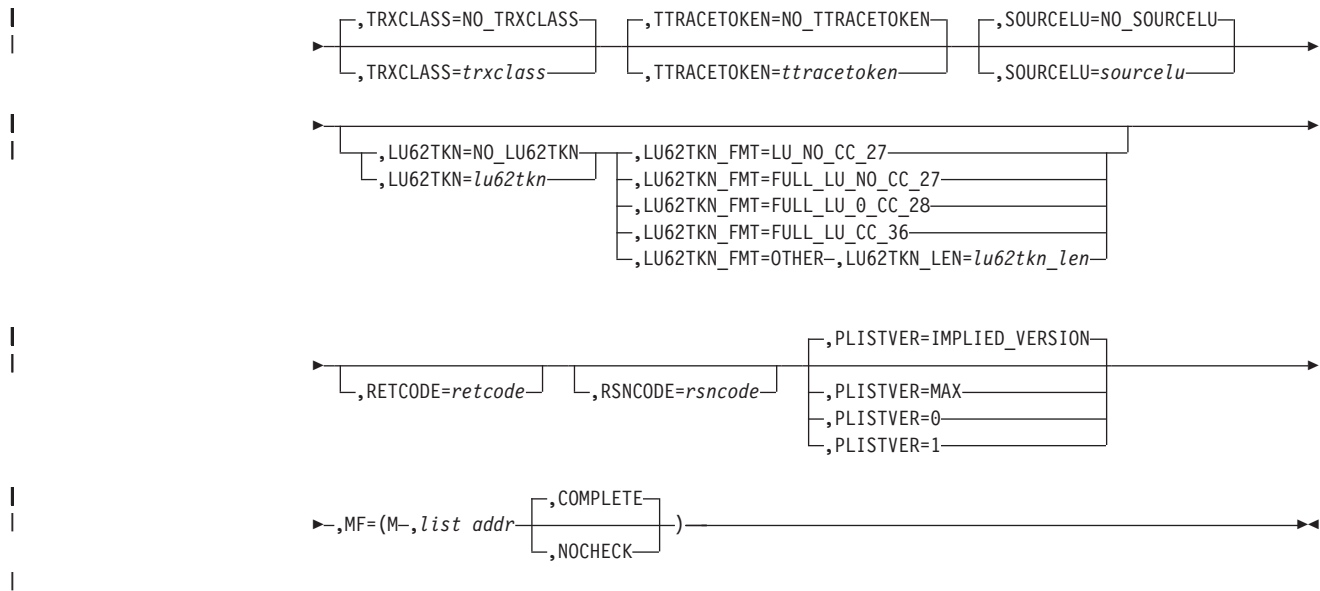 ,TRXCLASS=NO_TRXCLASS ,TTRACETOKEN=NO_TTRACETOKEN ,SOURCELU=NO_SOURCELU
,TRXCLASS=trxclass ,TTRACETOKEN=ttracetoken ,SOURCELU=sourcelu
,LU62TKN=NO_LU62TKN ,LU62TKN_FMT=LU_NO_CC_27
,LU62TKN=lu62tkn ,LU62TKN_FMT=FULL_LU_NO_CC_27
,LU62TKN_FMT=FULL_LU_0_CC_28
,LU62TKN_FMT=FULL_LU_CC_36
,LU62TKN_FMT=OTHER ,LU62TKN_LEN=lu62tkn_len
,PLISTVER=IMPLIED_VERSION
,RETCODE=retcode ,RSNCODE=rsncode ,PLISTVER=MAX
,PLISTVER=0
,PLISTVER=1
,COMPLETE
,MF=(M ,list addr )
,NOCHECK